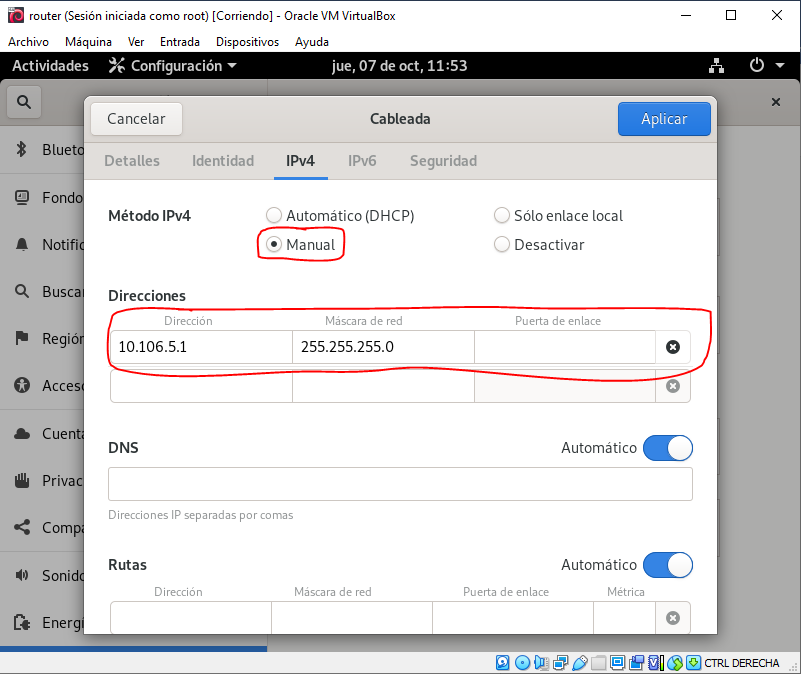 router (Sesión iniciada como root) [Corriendo] - Oracle VM VirtualBox
Archivo Máquina Ver Entrada Dispositivos Ayuda
Actividades Configuración jue, 07 de oct, 11:53
Cancelar Cableada Aplicar
Detalles Identidad IPv4 IPv6 Seguridad
Blueto
Fondo
Notific
Buscar
Región
Acceso
Cuenta
Privac
Compa
Sonido
Energí
Método IPv4 Automático (DHCP) Sólo enlace local
Manual Desactivar
Direcciones
Dirección Máscara de red Puerta de enlace
10.106.5.1 255.255.255.0
DNS Automático
Direcciones IP separadas por comas
Rutas Automático
Dirección Máscara de red Puerta de enlace Métrica
CTRL DERECHA